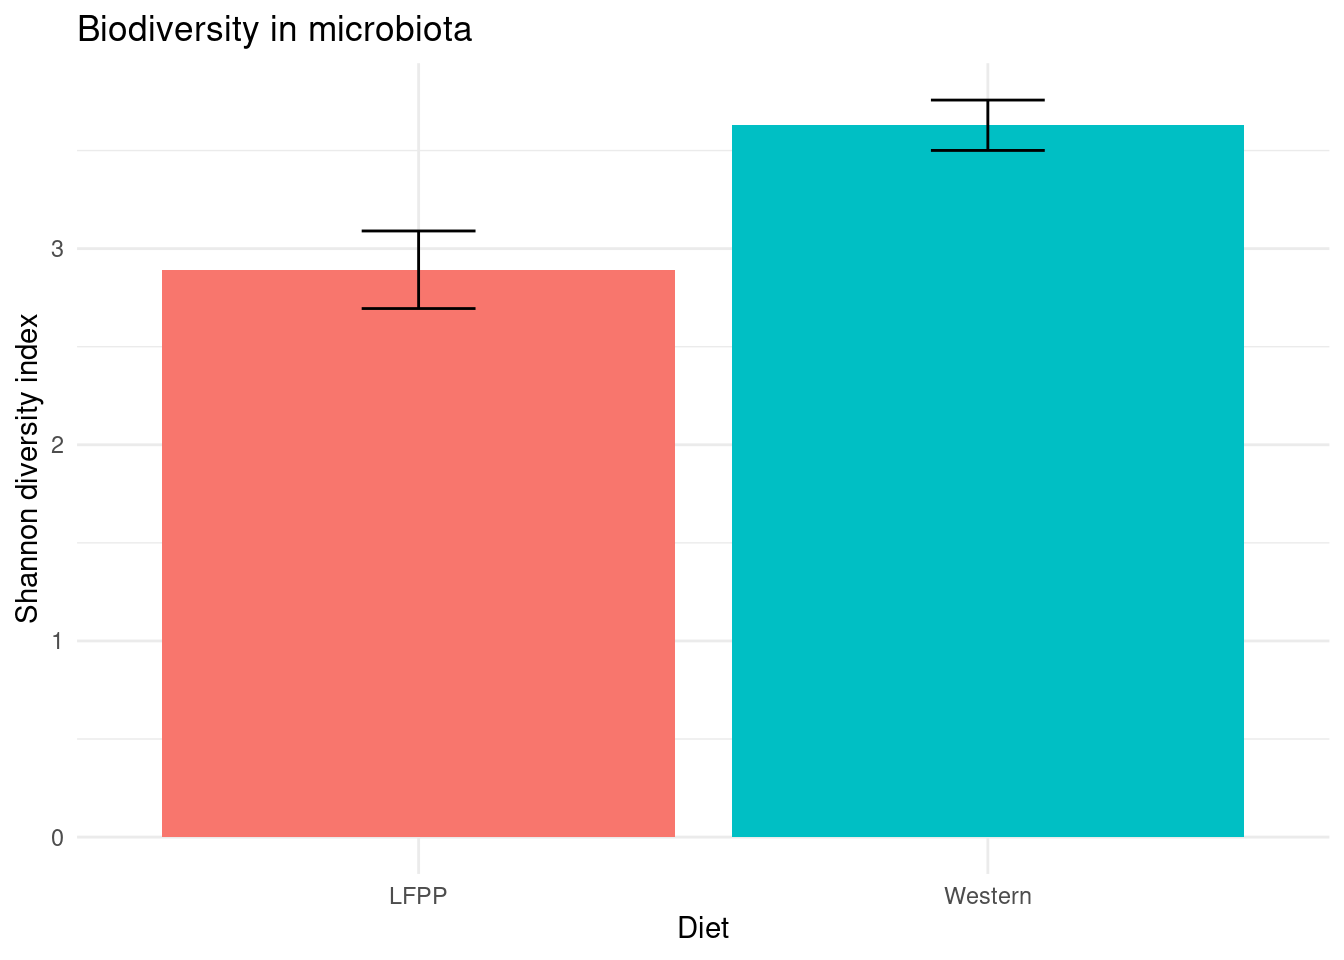 Biodiversity in microbiota
Shannon diversity index
3
2
1
0
LFPP
Western
Diet